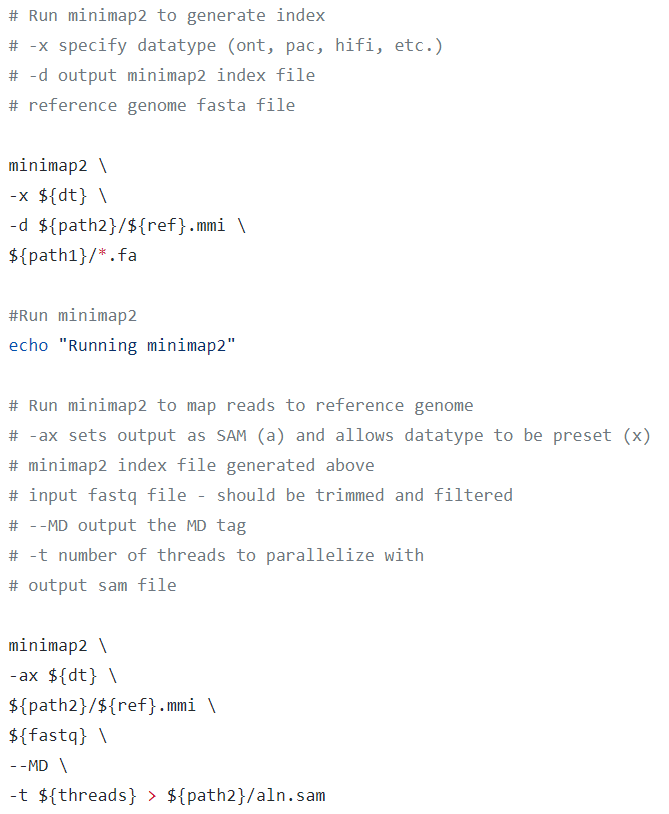 # Run minimap2 to generate index
# -x specify datatype (ont, pac, hifi, etc.)
# -d output minimap2 index file
# reference genome fasta file
minimap2 \
-x ${dt} \
-d ${path2}/${ref}.mmi \
${path1}/*.fa
#Run minimap2
echo "Running minimap2"
# Run minimap2 to map reads to reference genome
# -ax sets output as SAM (a) and allows datatype to be preset (x)
# minimap2 index file generated above
# input fastq file - should be trimmed and filtered
# --MD output the MD tag
# -t number of threads to parallelize with
# output sam file
minimap2 \
-ax ${dt} \
${path2}/${ref}.mmi \
${fastq} \
--MD \
-t ${threads} > ${path2}/aln.sam